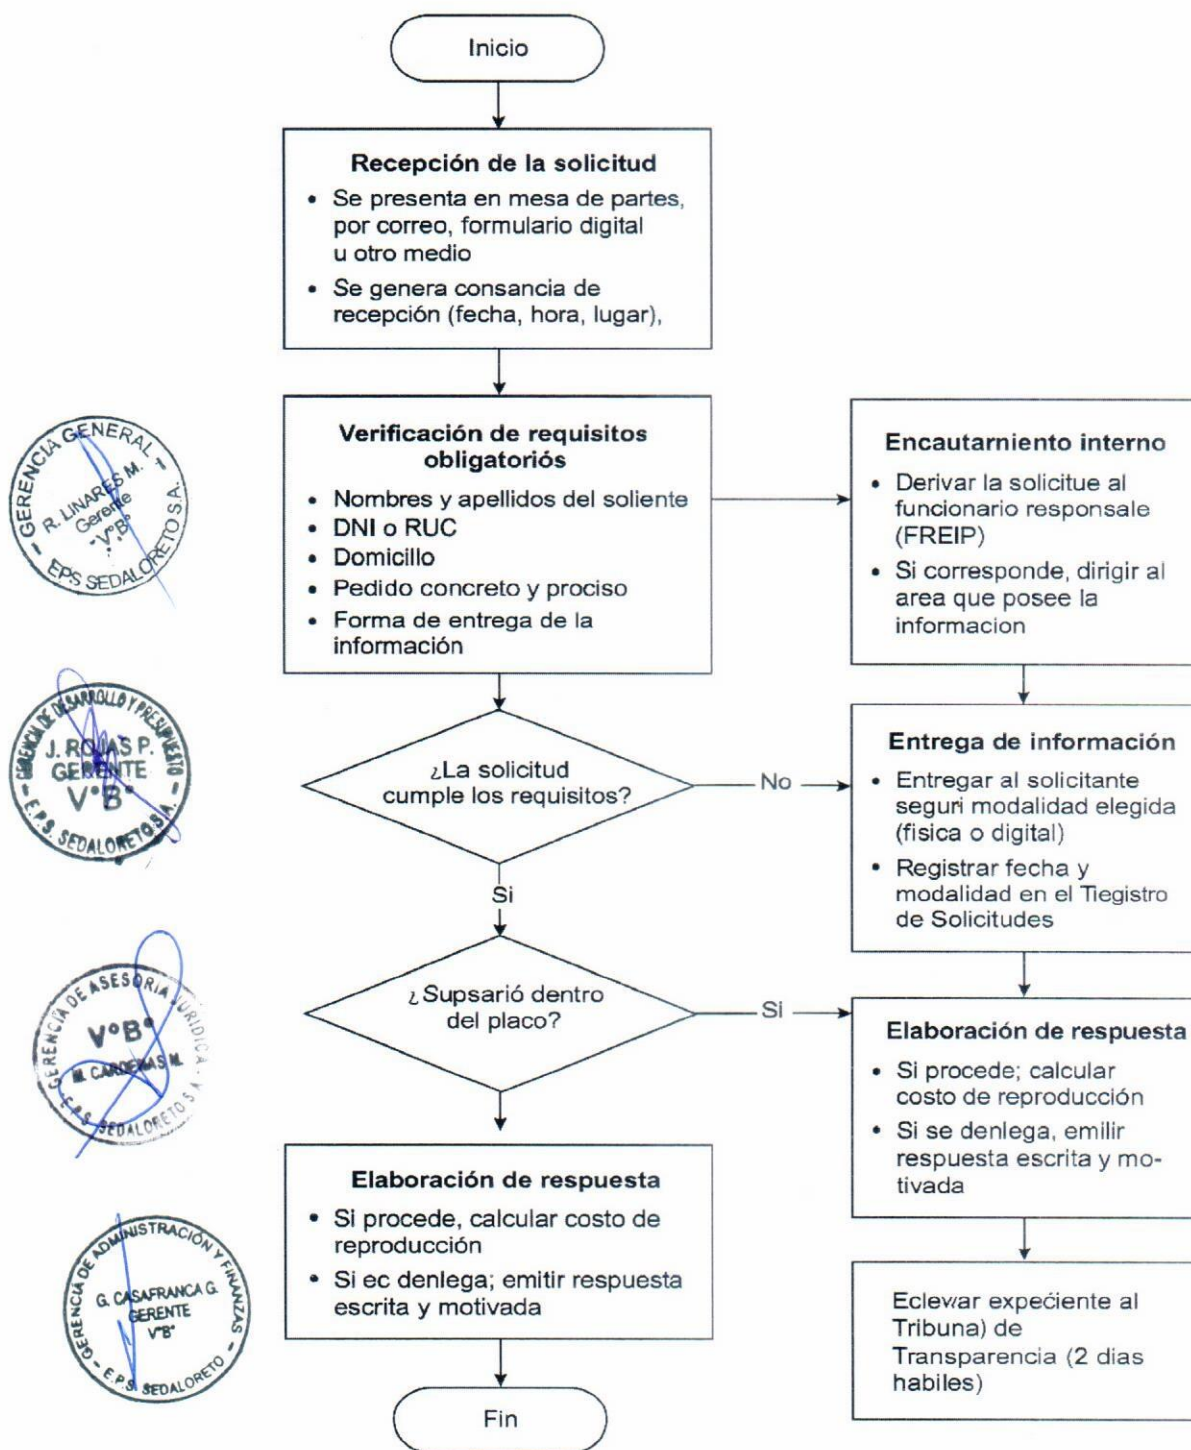 Inicio
Recepción de la solicitud
• Se presenta en mesa de partes,
por correo, formulario digital
u otro medio
• Se genera consancia de
recepción (fecha, hora, lugar),
Verificación de requisitos
obligatoriós
• Nombres y apellidos del soliente
• DNI o RUC
• Domicillo
• Pedido concreto y prociso
• Forma de entrega de la
información
Encautarniento interno
• Derivar la solicitue al
funcionario responsale
(FREIP)
• Si corresponde, dirigir al
area que posee la
informacion
¿La solicitud
cumple los requisitos?
No
Si
Entrega de información
• Entregar al solicitante
seguri modalidad elegida
(fisica o digital)
• Registrar fecha y
modalidad en el Tiegistro
de Solicitudes
¿Supsarió dentro
del placo?
Si
Elaboración de respuesta
• Si procede; calcular
costo de reproducción
• Si se denlega, emilir
respuesta escrita y mo-
tivada
Elaboración de respuesta
• Si procede, calcular costo de
reproducción
• Si ec denlega; emitir respuesta
escrita y motivada
Eclewar expeciente al
Tribuna) de
Transparencia (2 dias
habiles)
Fin
GERENCIA GENERAL
R. LINARES M.
Gerente
V°B°
EPS SEDALORETO S.A.
GERENCIA DE DESARROLLO Y PRESUPUESTO
J. ROJAS P.
GERENTE
V°B°
E.P.S. SEDALORETO S.A.
GERENCIA DE ASESORIA JURIDICA
V°B°
M. CARDENAS M.
E.P.S. SEDALORETO S.A.
GERENCIA DE ADMINISTRACIÓN Y FINANZAS
G. CASAFRANCA G.
GERENTE
V°B°
E.P.S. SEDALORETO